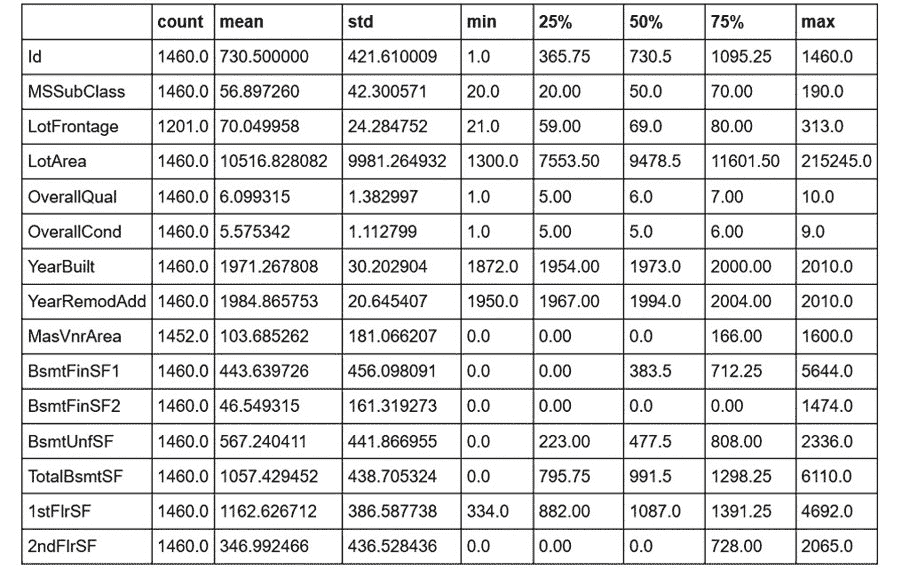 count mean std min 25% 50% 75% max
Id 1460.0 730.500000 421.610009 1.0 365.75 730.5 1095.25 1460.0
MSSubClass 1460.0 56.897260 42.300571 20.0 20.00 50.0 70.00 190.0
LotFrontage 1201.0 70.049958 24.284752 21.0 59.00 69.0 80.00 313.0
LotArea 1460.0 10516.828082 9981.264932 1300.0 7553.50 9478.5 11601.50 215245.0
OverallQual 1460.0 6.099315 1.382997 1.0 5.00 6.0 7.00 10.0
OverallCond 1460.0 5.575342 1.112799 1.0 5.00 5.0 6.00 9.0
YearBuilt 1460.0 1971.267808 30.202904 1872.0 1954.00 1973.0 2000.00 2010.0
YearRemodAdd 1460.0 1984.865753 20.645407 1950.0 1967.00 1994.0 2004.00 2010.0
MasVnrArea 1452.0 103.685262 181.066207 0.0 0.00 0.0 166.00 1600.0
BsmtFinSF1 1460.0 443.639726 456.098091 0.0 0.00 383.5 712.25 5644.0
BsmtFinSF2 1460.0 46.549315 161.319273 0.0 0.00 0.0 0.00 1474.0
BsmtUnfSF 1460.0 567.240411 441.866955 0.0 223.00 477.5 808.00 2336.0
TotalBsmtSF 1460.0 1057.429452 438.705324 0.0 795.75 991.5 1298.25 6110.0
1stFlrSF 1460.0 1162.626712 386.587738 334.0 882.00 1087.0 1391.25 4692.0
2ndFlrSF 1460.0 346.992466 436.528436 0.0 0.00 0.0 728.00 2065.0